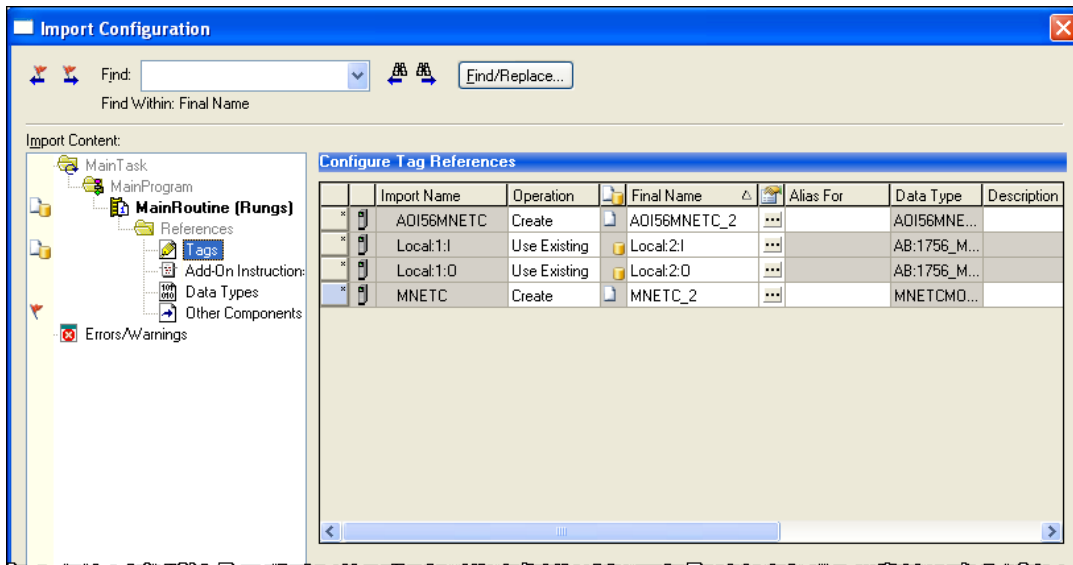 Import Configuration
Find:
Find/Replace...
Find Within: Final Name
Import Content:
MainTask
MainProgram
MainRoutine (Rungs)
References
Tags
Add-On Instruction
Data Types
Other Components
Errors/Warnings
Configure Tag References
Import Name Operation Final Name Alias For Data Type Description
AOI56MNETC Create AOI56MNETC_2 ... AOI56MNE...
Local:1:I Use Existing Local:2:I ... AB:1756_M...
Local:1:O Use Existing Local:2:O ... AB:1756_M...
MNETC Create MNETC_2 ... MNETCMO...